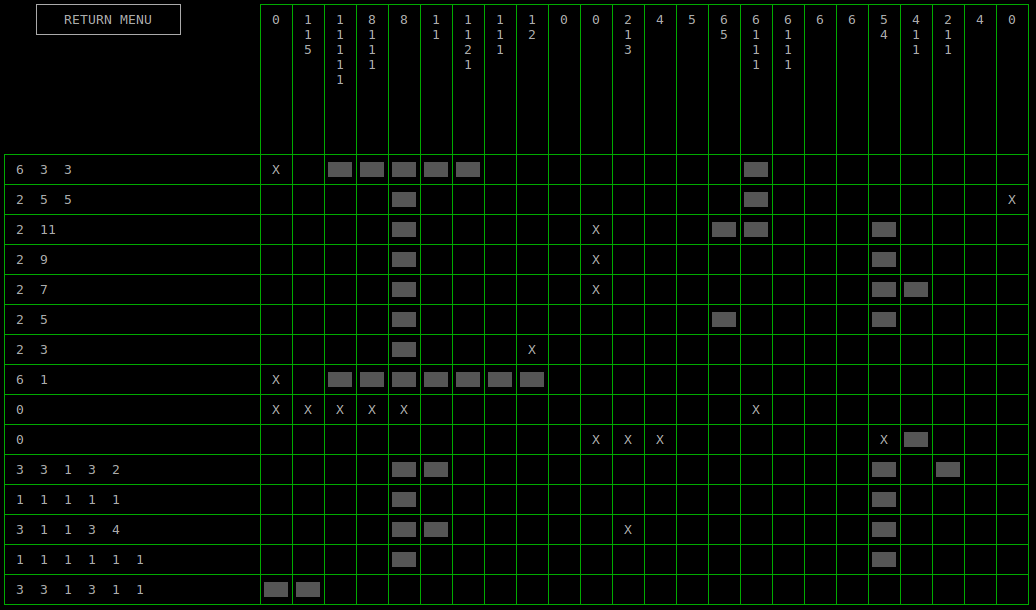 RETURN MENU 0 1 1 8 8 1 1 1 1 0 0 2 4 5 6 6 6 6 6 5 4 2 4 0
1 1 1 1 1 1 2 1 5 1 1 4 1 1
5 1 1 2 1 3 1 1 1 1
1 1 1 1 1
1
6 3 3 X
2 5 5 X
2 11 X
2 9 X
2 7 X
2 5
2 3 X
6 1 X
0 X X X X X X
0 X X X X
3 3 1 3 2
1 1 1 1 1
3 1 1 3 4 X
1 1 1 1 1 1
3 3 1 3 1 1